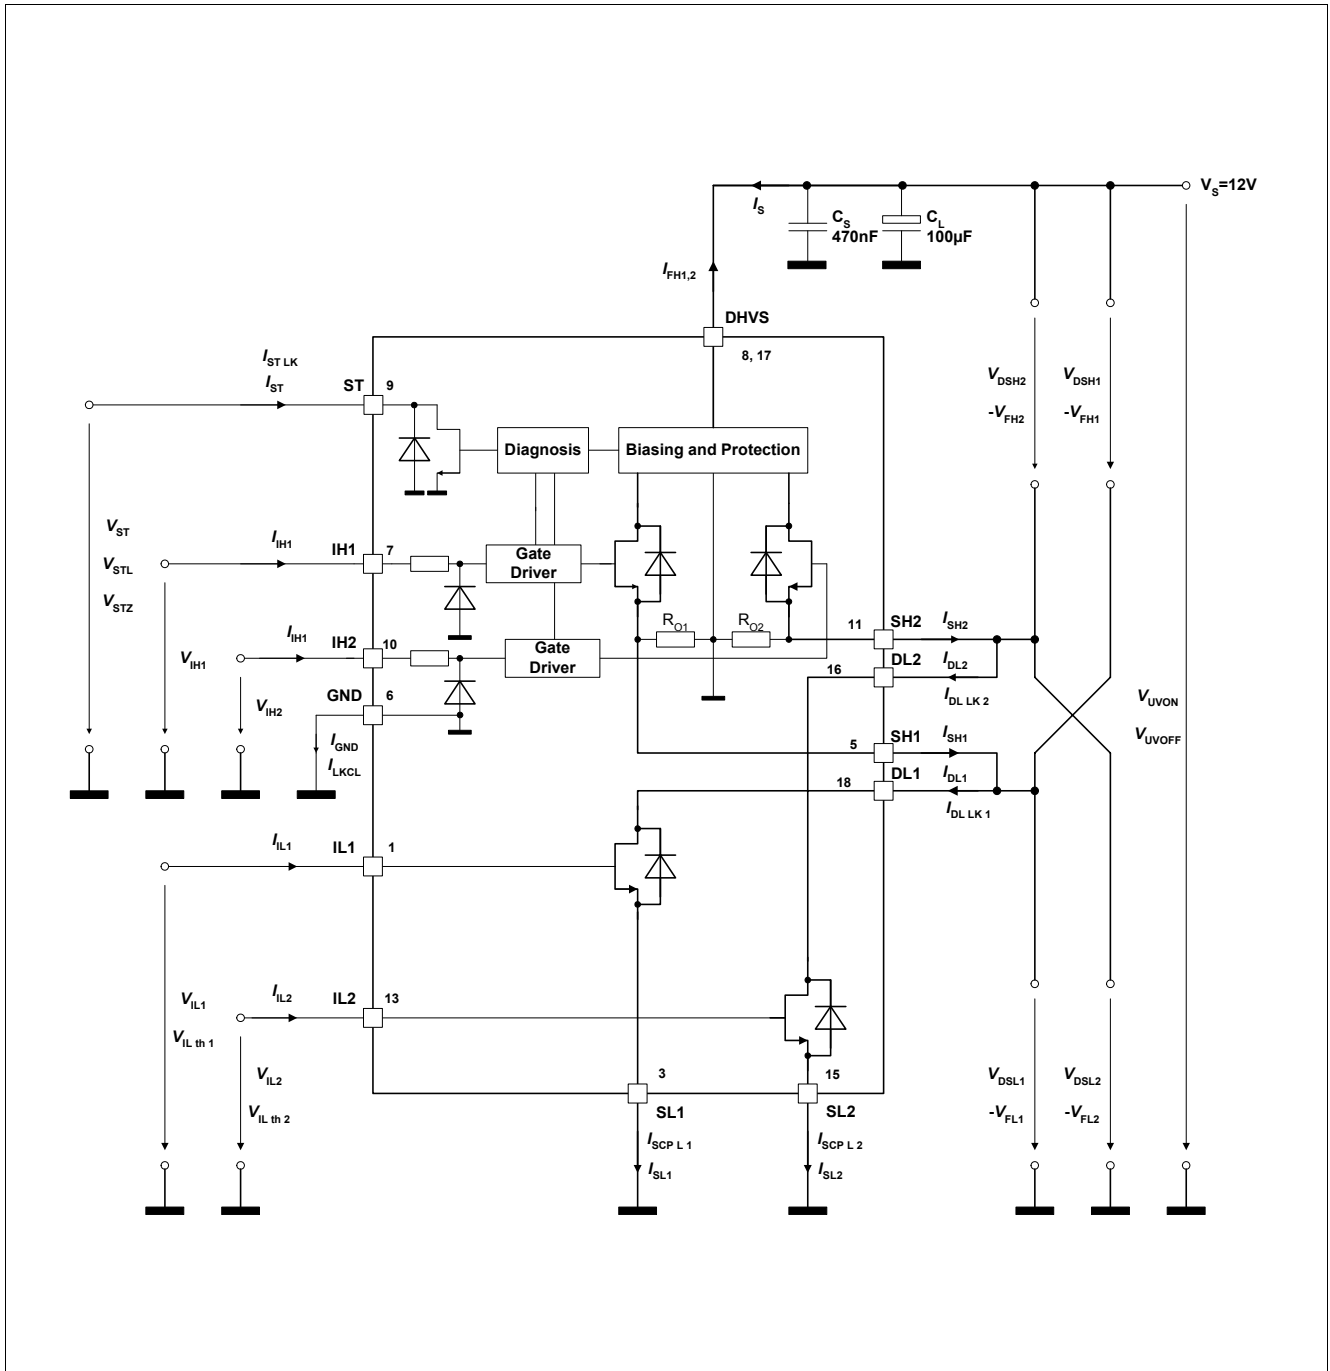 V_S=12V
I_S
C_S
470nF
C_L
100µF
I_FH1,2
DHVS
8, 17
I_ST LK
I_ST
ST
9
V_DSH2
-V_FH2
V_DSH1
-V_FH1
Diagnosis
Biasing and Protection
V_ST
V_STL
V_STZ
I_IH1
IH1
7
Gate
Driver
R_O1
R_O2
11
SH2
I_SH2
I_IH1
IH2
10
Gate
Driver
DL2
I_DL2
16
I_DL LK 2
V_IH1
V_IH2
GND
6
I_GND
I_LKCL
V_UVON
V_UVOFF
SH1
I_SH1
5
DL1
I_DL1
18
I_DL LK 1
I_IL1
IL1
1
V_IL1
V_IL th 1
I_IL2
IL2
13
V_IL2
V_IL th 2
3
SL1
15
SL2
V_DSL1
-V_FL1
V_DSL2
-V_FL2
I_SCP L 1
I_SL1
I_SCP L 2
I_SL2